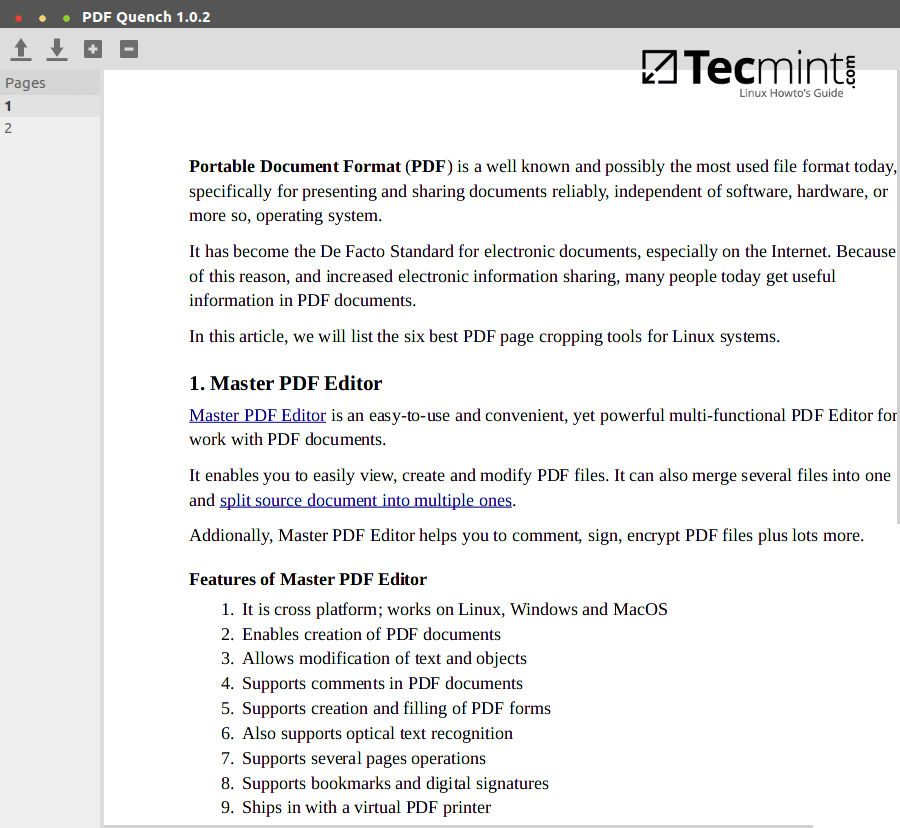 PDF Quench 1.0.2
Tecmint.com
Linux Howto's Guide
Pages
1
2
Portable Document Format (PDF) is a well known and possibly the most used file format today,
specifically for presenting and sharing documents reliably, independent of software, hardware, or
more so, operating system.
It has become the De Facto Standard for electronic documents, especially on the Internet. Because
of this reason, and increased electronic information sharing, many people today get useful
information in PDF documents.
In this article, we will list the six best PDF page cropping tools for Linux systems.
1. Master PDF Editor
Master PDF Editor is an easy-to-use and convenient, yet powerful multi-functional PDF Editor for
work with PDF documents.
It enables you to easily view, create and modify PDF files. It can also merge several files into one
and split source document into multiple ones.
Addionally, Master PDF Editor helps you to comment, sign, encrypt PDF files plus lots more.
Features of Master PDF Editor
1. It is cross platform; works on Linux, Windows and MacOS
2. Enables creation of PDF documents
3. Allows modification of text and objects
4. Supports comments in PDF documents
5. Supports creation and filling of PDF forms
6. Also supports optical text recognition
7. Supports several pages operations
8. Supports bookmarks and digital signatures
9. Ships in with a virtual PDF printer